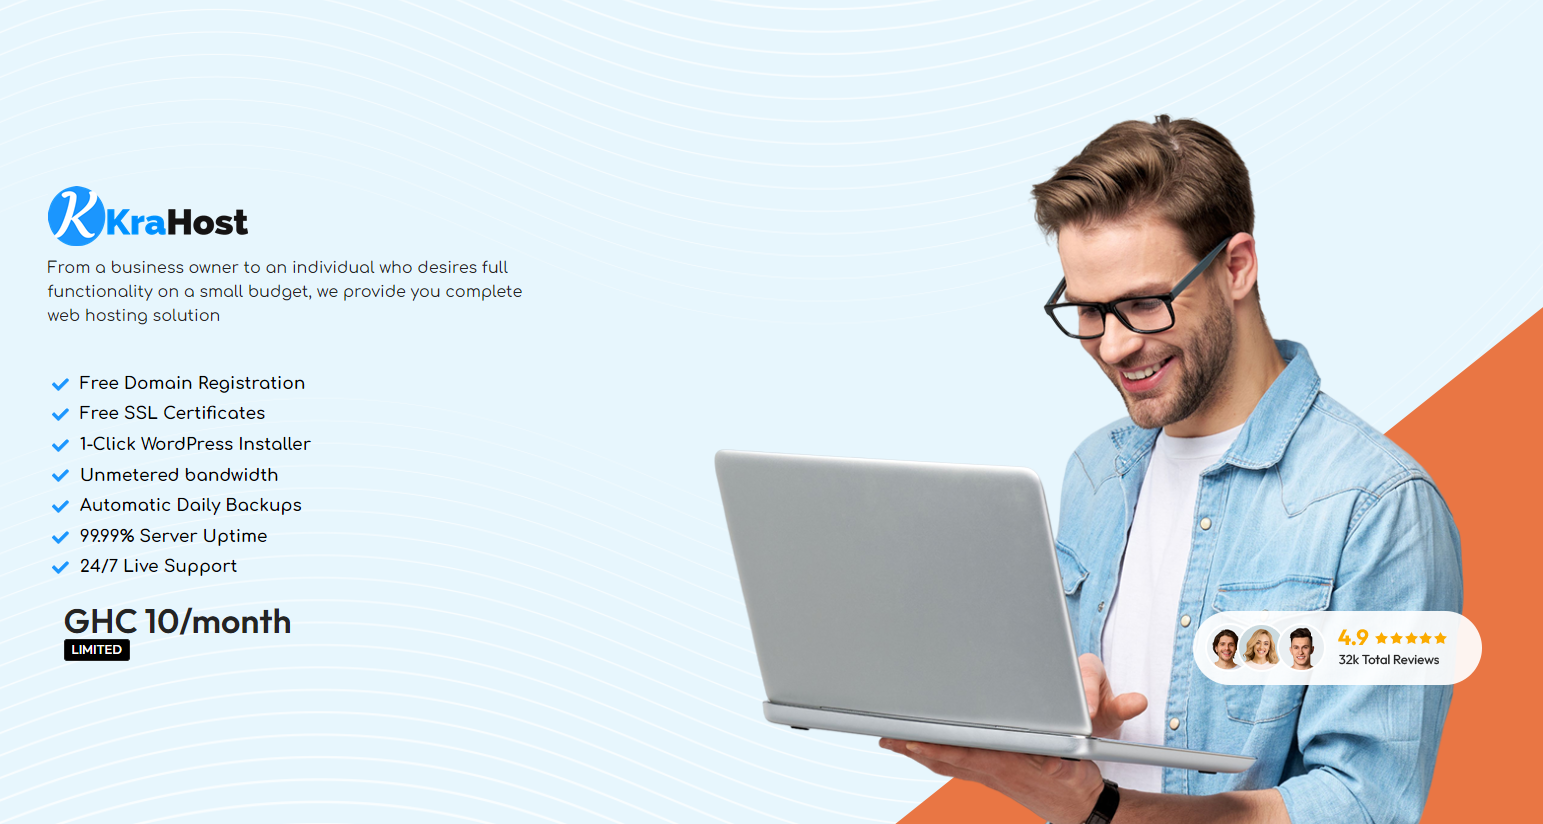 K KraHost
From a business owner to an individual who desires full
functionality on a small budget, we provide you complete
web hosting solution
Free Domain Registration
Free SSL Certificates
1-Click WordPress Installer
Unmetered bandwidth
Automatic Daily Backups
99.99% Server Uptime
24/7 Live Support
GHC 10/month
LIMITED
4.9
32k Total Reviews